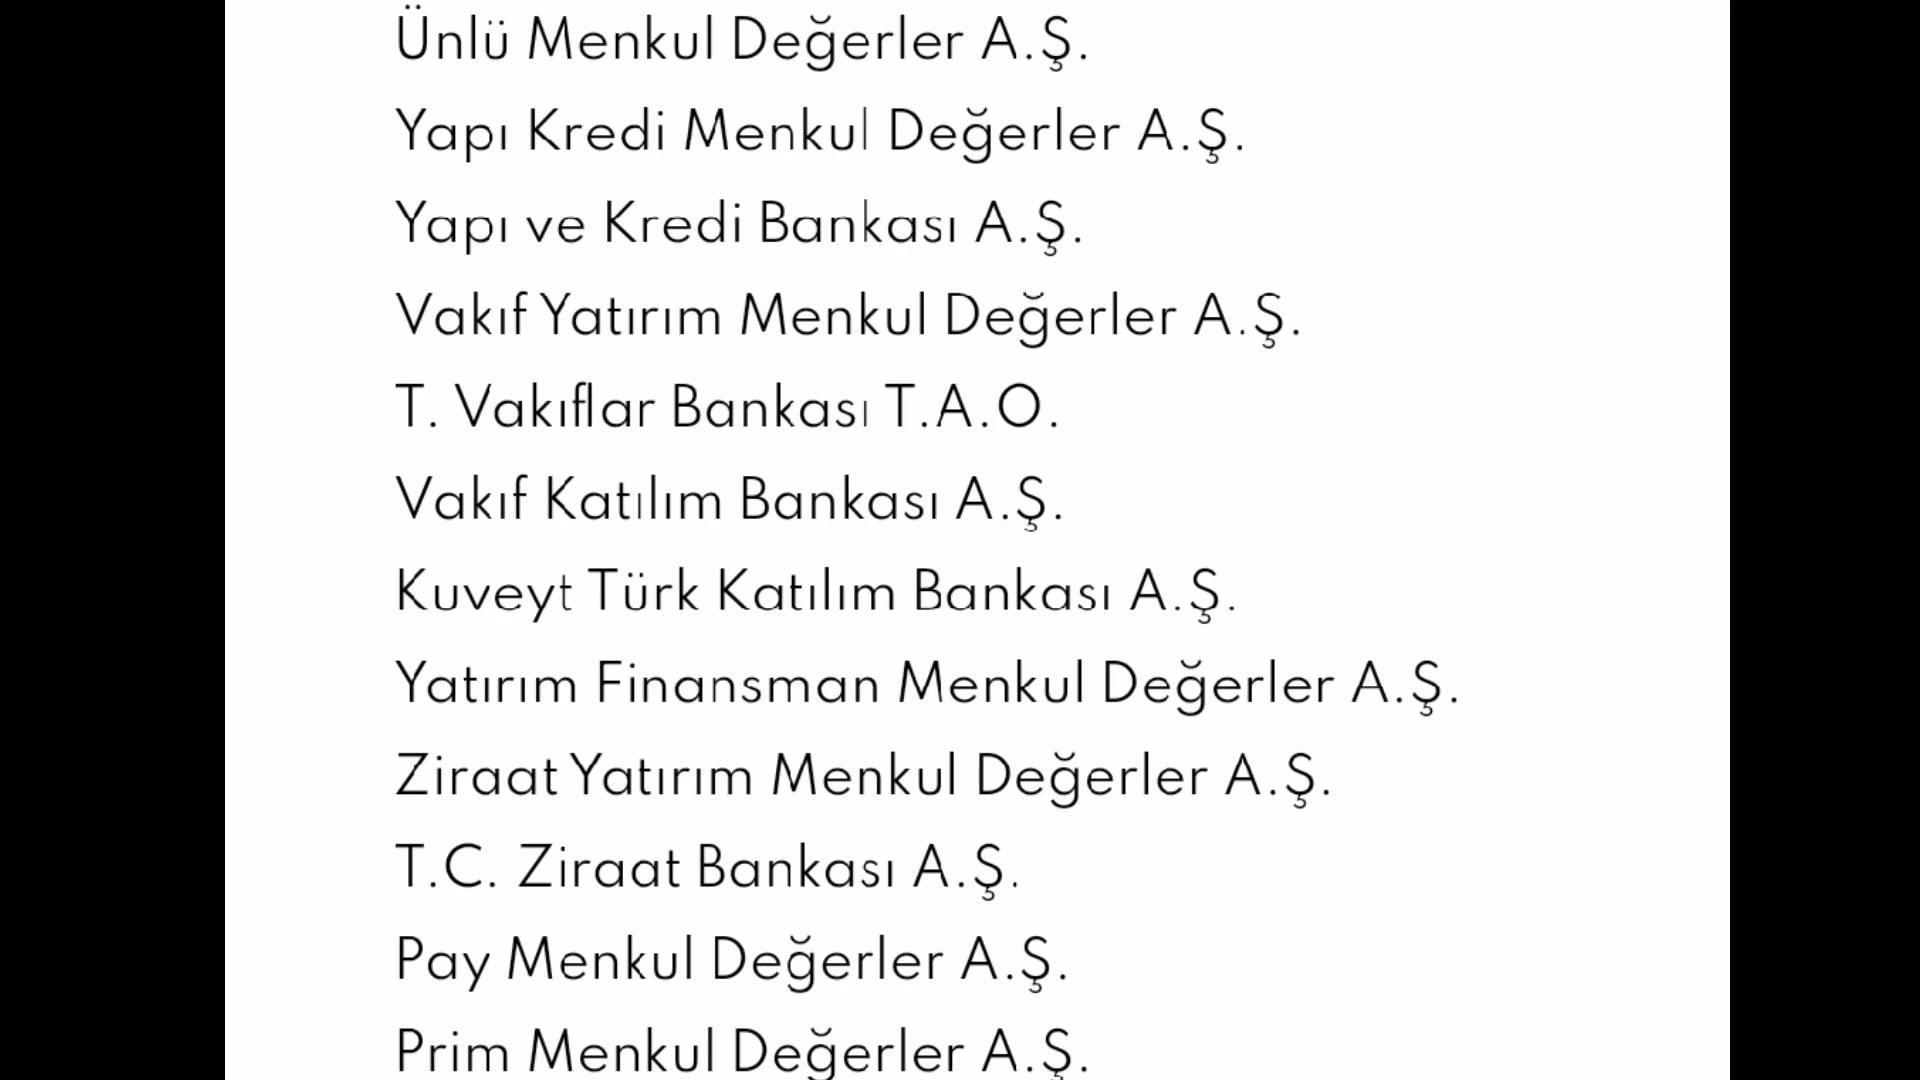 Ünlü Menkul Değerler A.Ş.
Yapı Kredi Menkul Değerler A.Ş.
Yapı ve Kredi Bankası A.Ş.
Vakıf Yatırım Menkul Değerler A.Ş.
T. Vakıflar Bankası T.A.O.
Vakıf Katılım Bankası A.Ş.
Kuveyt Türk Katılım Bankası A.Ş.
Yatırım Finansman Menkul Değerler A.Ş.
Ziraat Yatırım Menkul Değerler A.Ş.
T.C. Ziraat Bankası A.Ş.
Pay Menkul Değerler A.Ş.
Prim Menkul Değerler A.Ş.